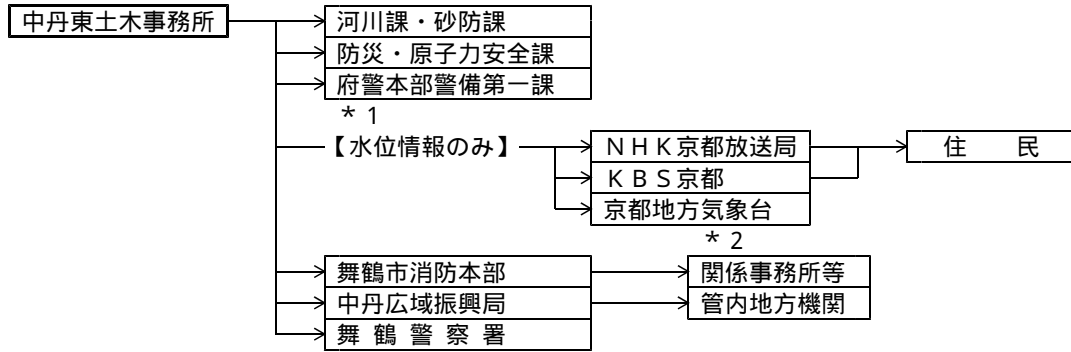 中丹東土木事務所
河川課・砂防課
防災・原子力安全課
府警本部警備第一課
＊1
【水位情報のみ】
ＮＨＫ京都放送局
ＫＢＳ京都
京都地方気象台
住　　民
＊2
舞鶴市消防本部
関係事務所等
中丹広域振興局
管内地方機関
舞 鶴 警 察 署